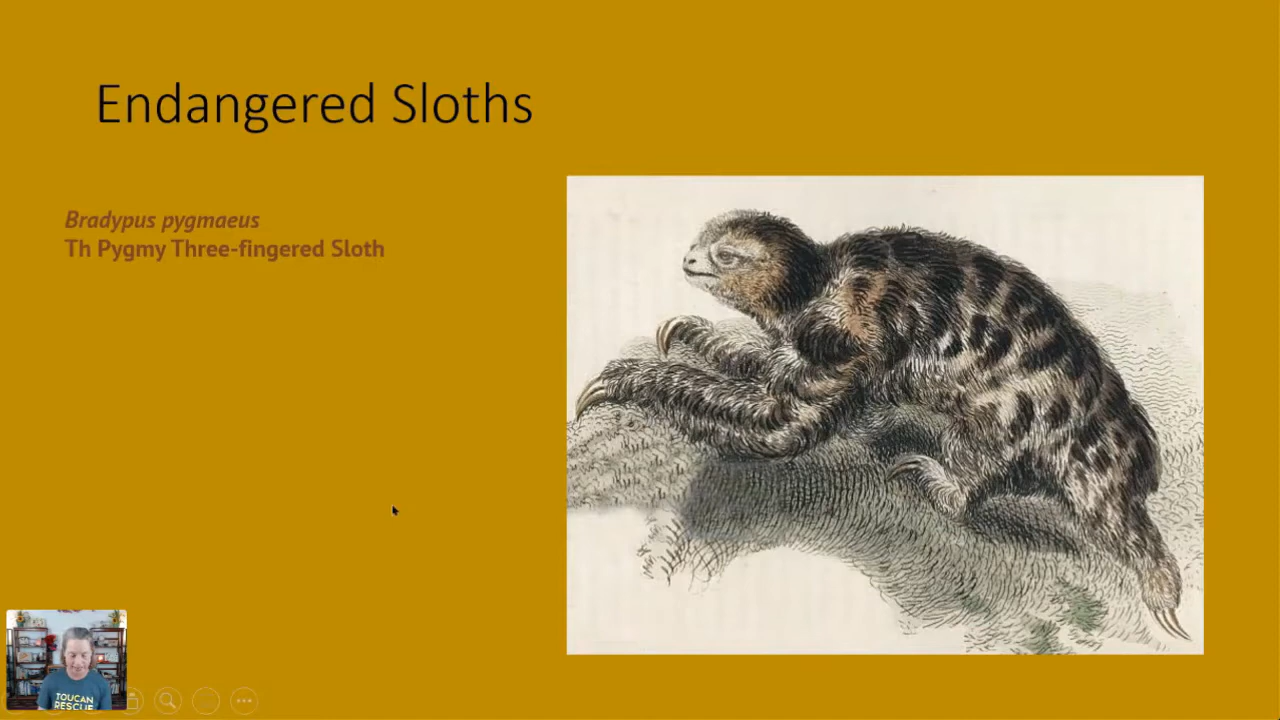 Endangered Sloths
Bradypus pygmaeus
Th Pygmy Three-fingered Sloth
TOUCAN
RESCUE